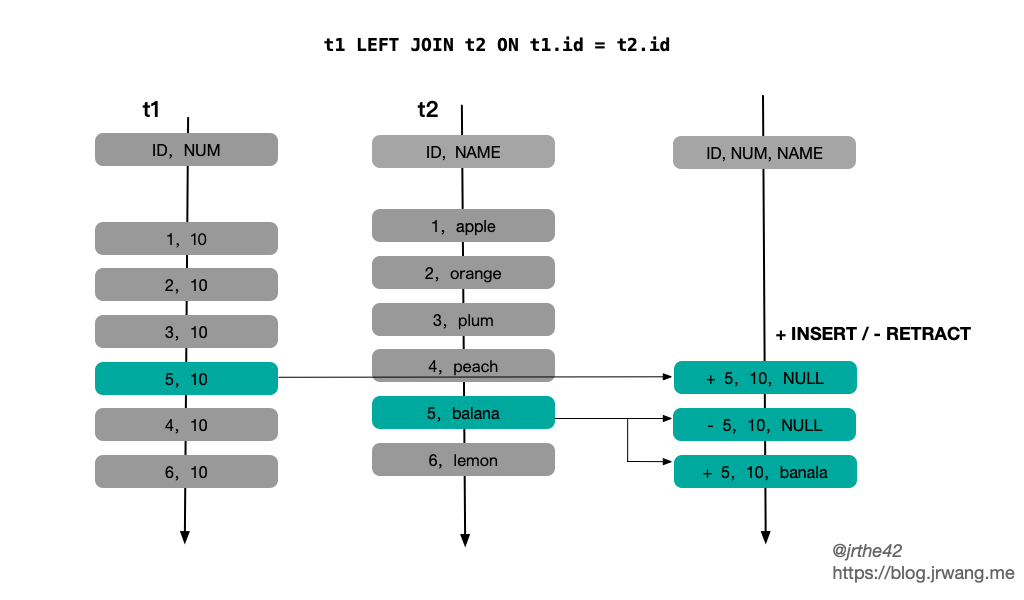 t1 LEFT JOIN t2 ON t1.id = t2.id
t1
t2
ID, NUM
ID, NAME
ID, NUM, NAME
1, 10
1, apple
2, 10
2, orange
3, 10
3, plum
+ INSERT / - RETRACT
5, 10
4, peach
+ 5, 10, NULL
4, 10
5, balana
- 5, 10, NULL
6, 10
6, lemon
+ 5, 10, banala
@jrthe42
https://blog.jrwang.me